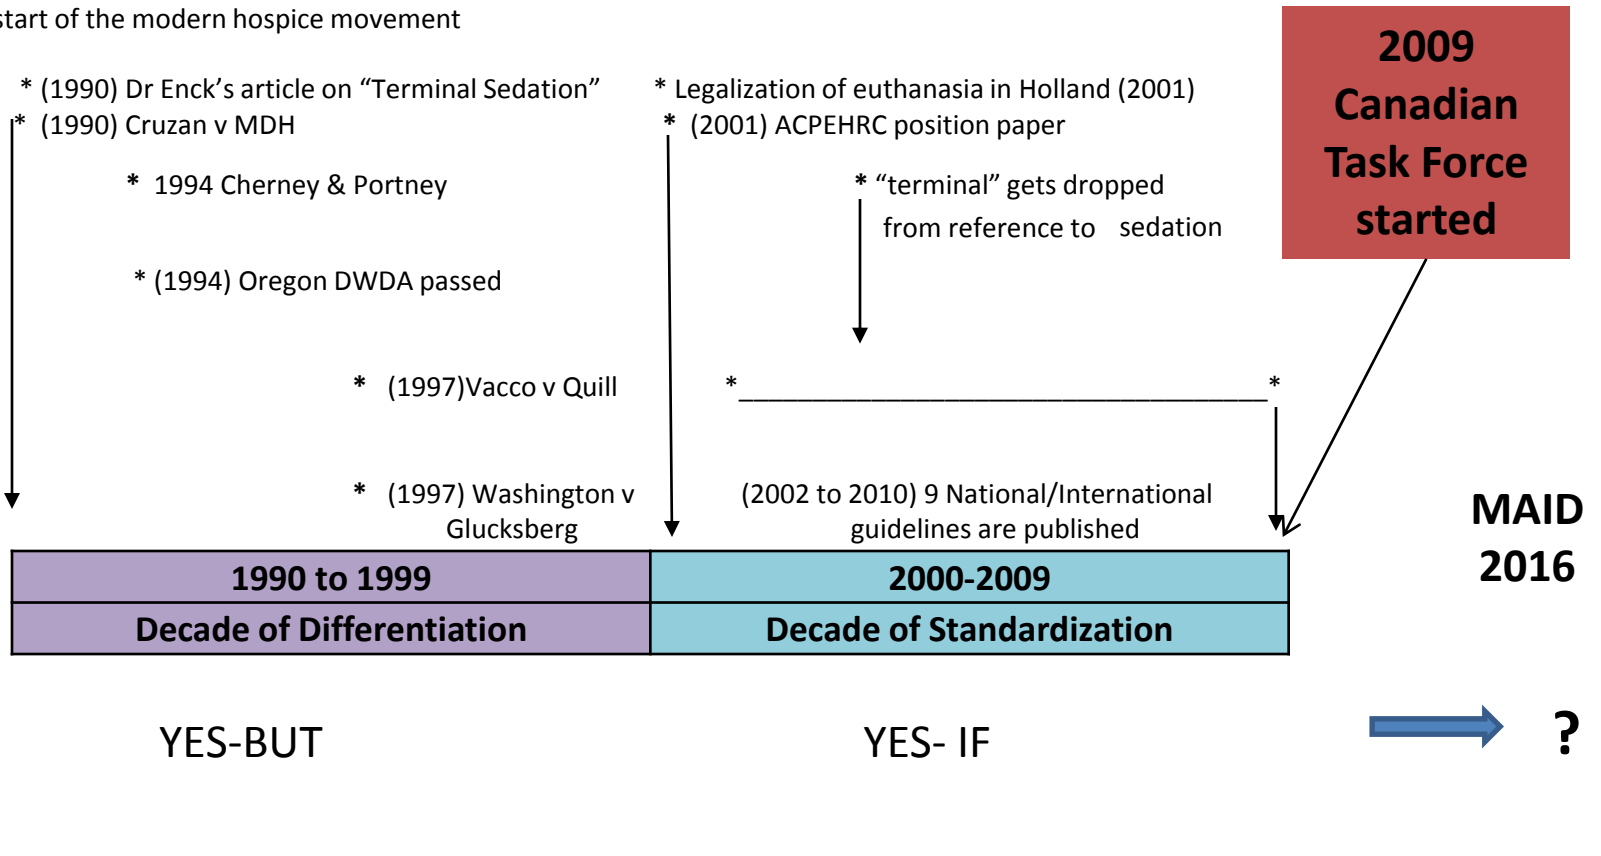 start of the modern hospice movement
* (1990) Dr Enck’s article on “Terminal Sedation”
* (1990) Cruzan v MDH
* 1994 Cherney & Portney
* (1994) Oregon DWDA passed
* (1997)Vacco v Quill
* (1997) Washington v
Glucksberg
* Legalization of euthanasia in Holland (2001)
* (2001) ACPEHRC position paper
* “terminal” gets dropped
from reference to sedation
*____________________________________*
(2002 to 2010) 9 National/International
guidelines are published
2009
Canadian
Task Force
started
MAID
2016
1990 to 1999
2000-2009
Decade of Differentiation
Decade of Standardization
YES-BUT
YES- IF
?